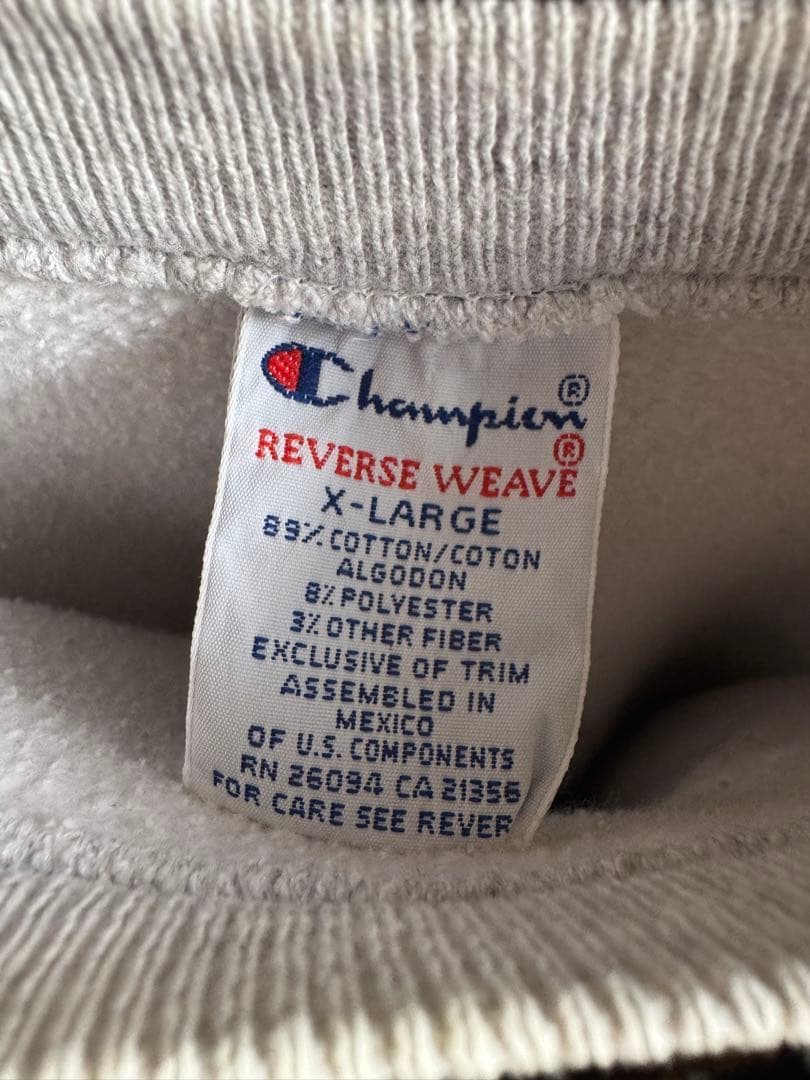 Champion®
REVERSE WEAVE®
X-LARGE
89% COTTON/COTON
ALGODON
8% POLYESTER
3% OTHER FIBER
EXCLUSIVE OF TRIM
ASSEMBLED IN
MEXICO
OF U.S. COMPONENTS
RN 26094 CA 21356
FOR CARE SEE REVER